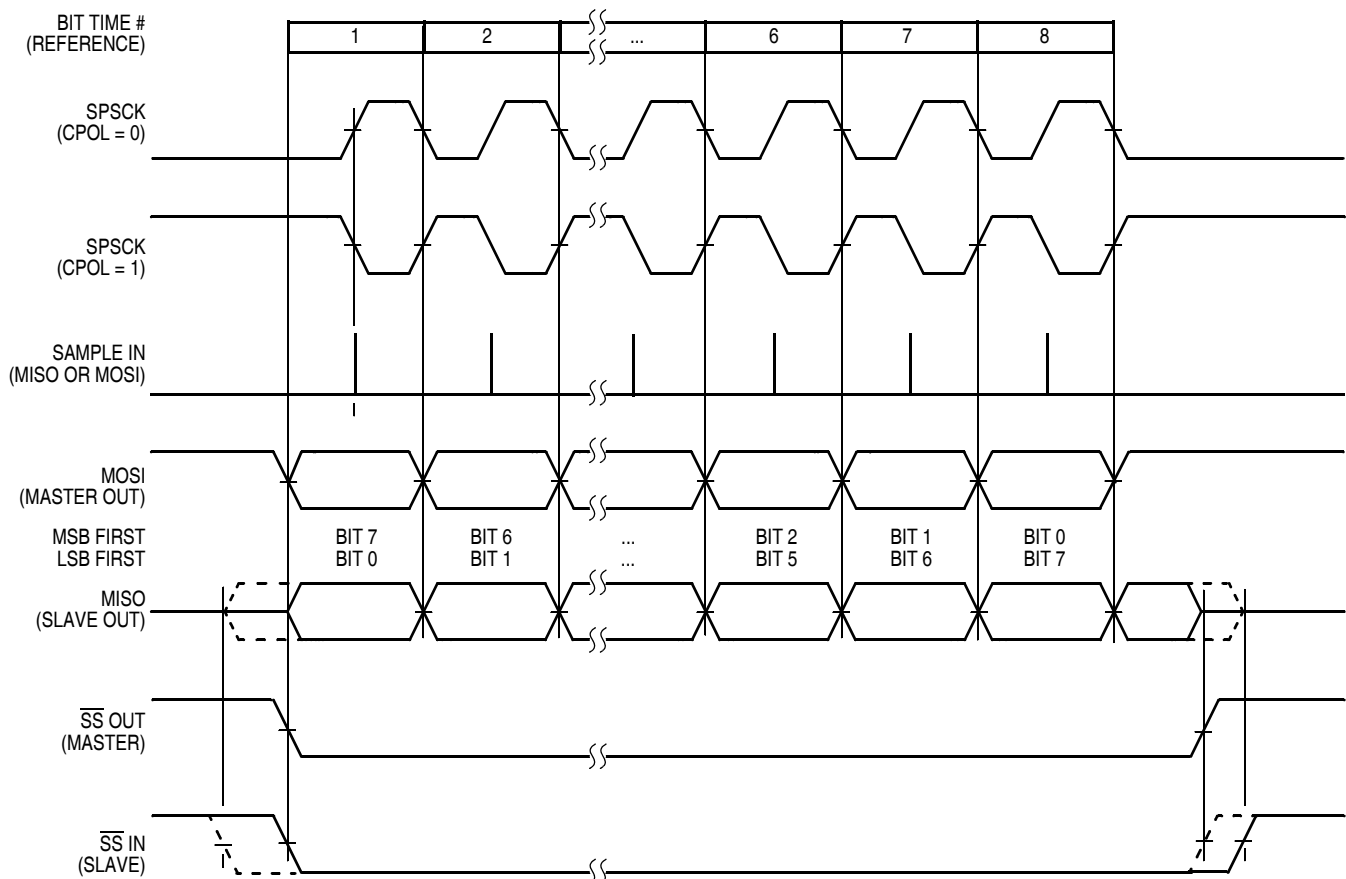 BIT TIME #
(REFERENCE)
1 2 ... 6 7 8
SPSCK
(CPOL = 0)
SPSCK
(CPOL = 1)
SAMPLE IN
(MISO OR MOSI)
MOSI
(MASTER OUT)
MSB FIRST BIT 7 BIT 6 ... BIT 2 BIT 1 BIT 0
LSB FIRST BIT 0 BIT 1 ... BIT 5 BIT 6 BIT 7
MISO
(SLAVE OUT)
S̅S̅ OUT
(MASTER)
S̅S̅ IN
(SLAVE)